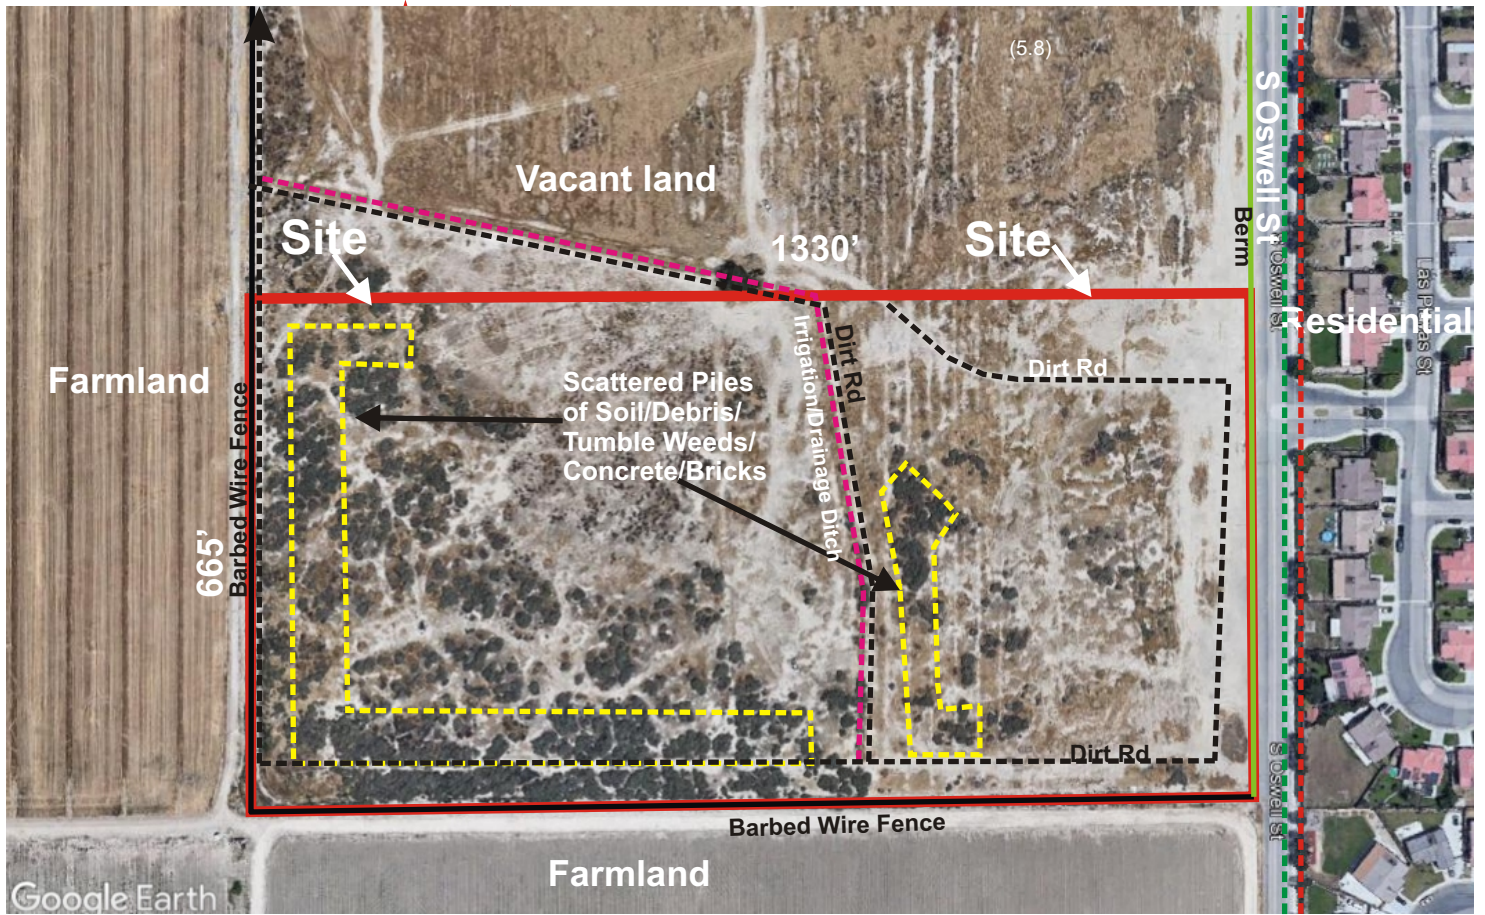 (5.8)
S Oswell St
Vacant land
Site
1330’
Site
Berm
S Oswell St
Las Palmas St
Residential
Farmland
Barbed Wire Fence
665’
Scattered Piles
of Soil/Debris/
Tumble Weeds/
Concrete/Bricks
Irrigation/Drainage Ditch
Dirt Rd
Dirt Rd
Dirt Rd
S Oswell St
Barbed Wire Fence
Farmland
Google Earth